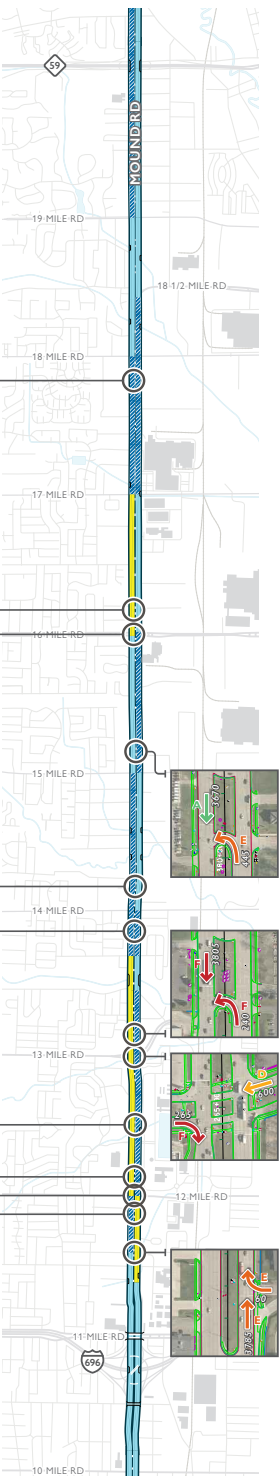 59
MOUND RD
19 MILE RD
18 1/2 MILE RD
18 MILE RD
17 MILE RD
16 MILE RD
15 MILE RD
A
3670
E
445
14 MILE RD
F
3805
F
240
13 MILE RD
D
600
265
F
12 MILE RD
E
60
E
3785
11 MILE RD
696
10 MILE RD